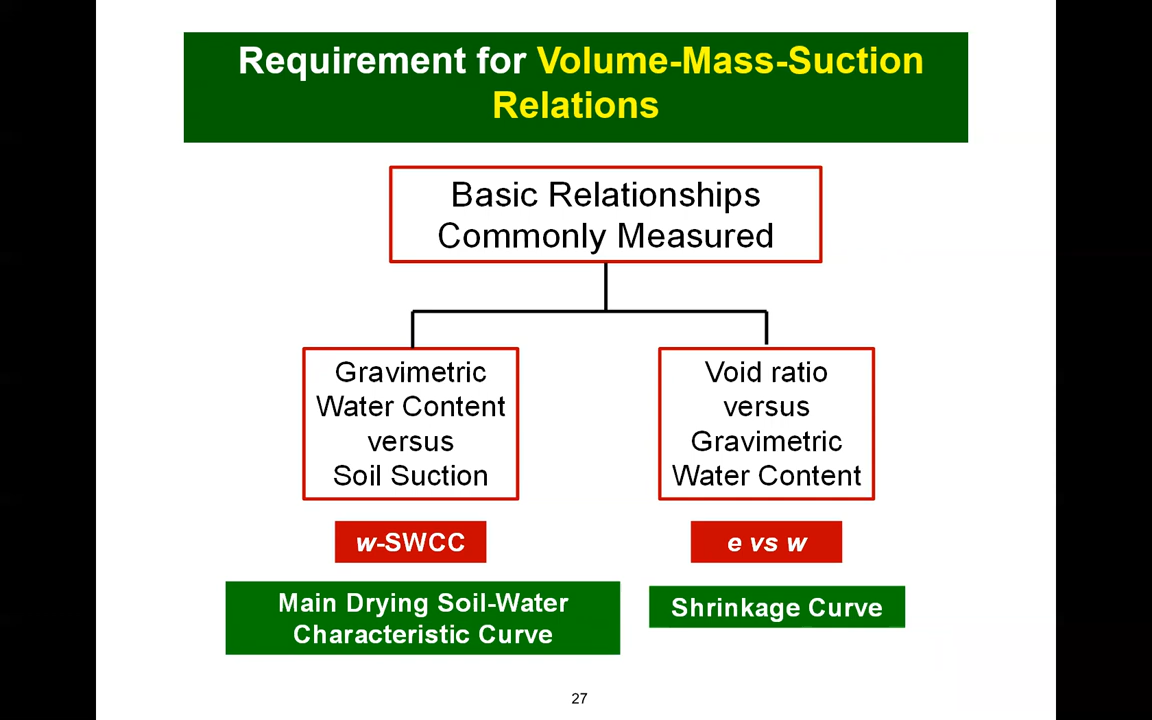 Requirement for Volume-Mass-Suction
Relations
Basic Relationships
Commonly Measured
Gravimetric
Water Content
versus
Soil Suction
Void ratio
versus
Gravimetric
Water Content
w-SWCC
e vs w
Main Drying Soil-Water
Characteristic Curve
Shrinkage Curve
27